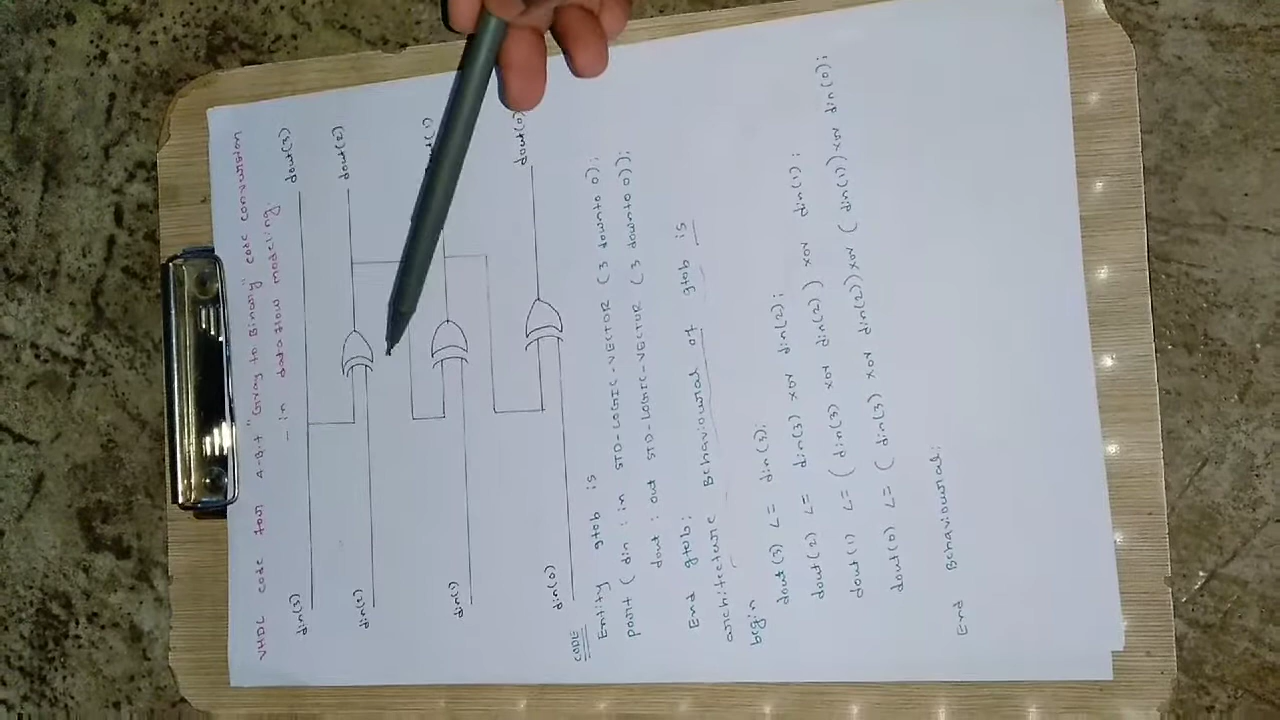 VHDL code for 4-Bit "Gray to Binary" code conversion
- in dataflow modeling.
din(3)
dout(3)
din(2)
dout(2)
din(1)
(1)
din(0)
dout(0)
CODE
Entity gtob is
port ( din : in STD-LOGIC-VECTOR (3 downto 0);
dout : out STD-LOGIC-VECTOR (3 downto 0));
End gtob;
architecture Behavioural of gtob is
begin
dout(3) <= din(3);
dout(2) <= din(3) xor din(2);
dout(1) <= (din(3) xor din(2)) xor din(1);
dout(0) <= (din(3) xor din(2)) xor (din(1)) xor din(0);
End Behavioural;